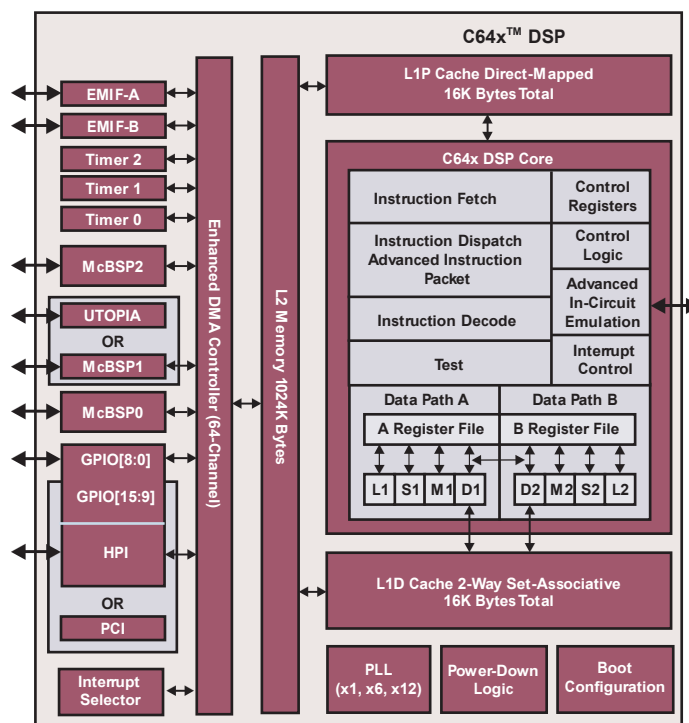 C64x™ DSP
EMIF-A
EMIF-B
Timer 2
Timer 1
Timer 0
McBSP2
UTOPIA
OR
McBSP1
McBSP0
GPIO[8:0]
GPIO[15:9]
HPI
OR
PCI
Interrupt
Selector
Enhanced DMA Controller (64-Channel)
L2 Memory 1024K Bytes
L1P Cache Direct-Mapped
16K Bytes Total
C64x DSP Core
Instruction Fetch
Instruction Dispatch
Advanced Instruction
Packet
Instruction Decode
Test
Control
Registers
Control
Logic
Advanced
In-Circuit
Emulation
Interrupt
Control
Data Path A
A Register File
L1 S1 M1 D1
Data Path B
B Register File
D2 M2 S2 L2
L1D Cache 2-Way Set-Associative
16K Bytes Total
PLL
(x1, x6, x12)
Power-Down
Logic
Boot
Configuration